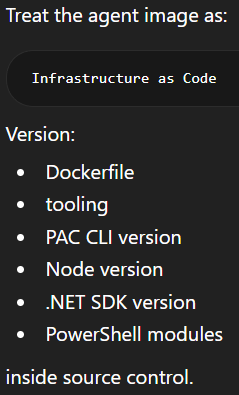 Treat the agent image as:
Infrastructure as Code
Version:
• Dockerfile
• tooling
• PAC CLI version
• Node version
• .NET SDK version
• PowerShell modules
inside source control.